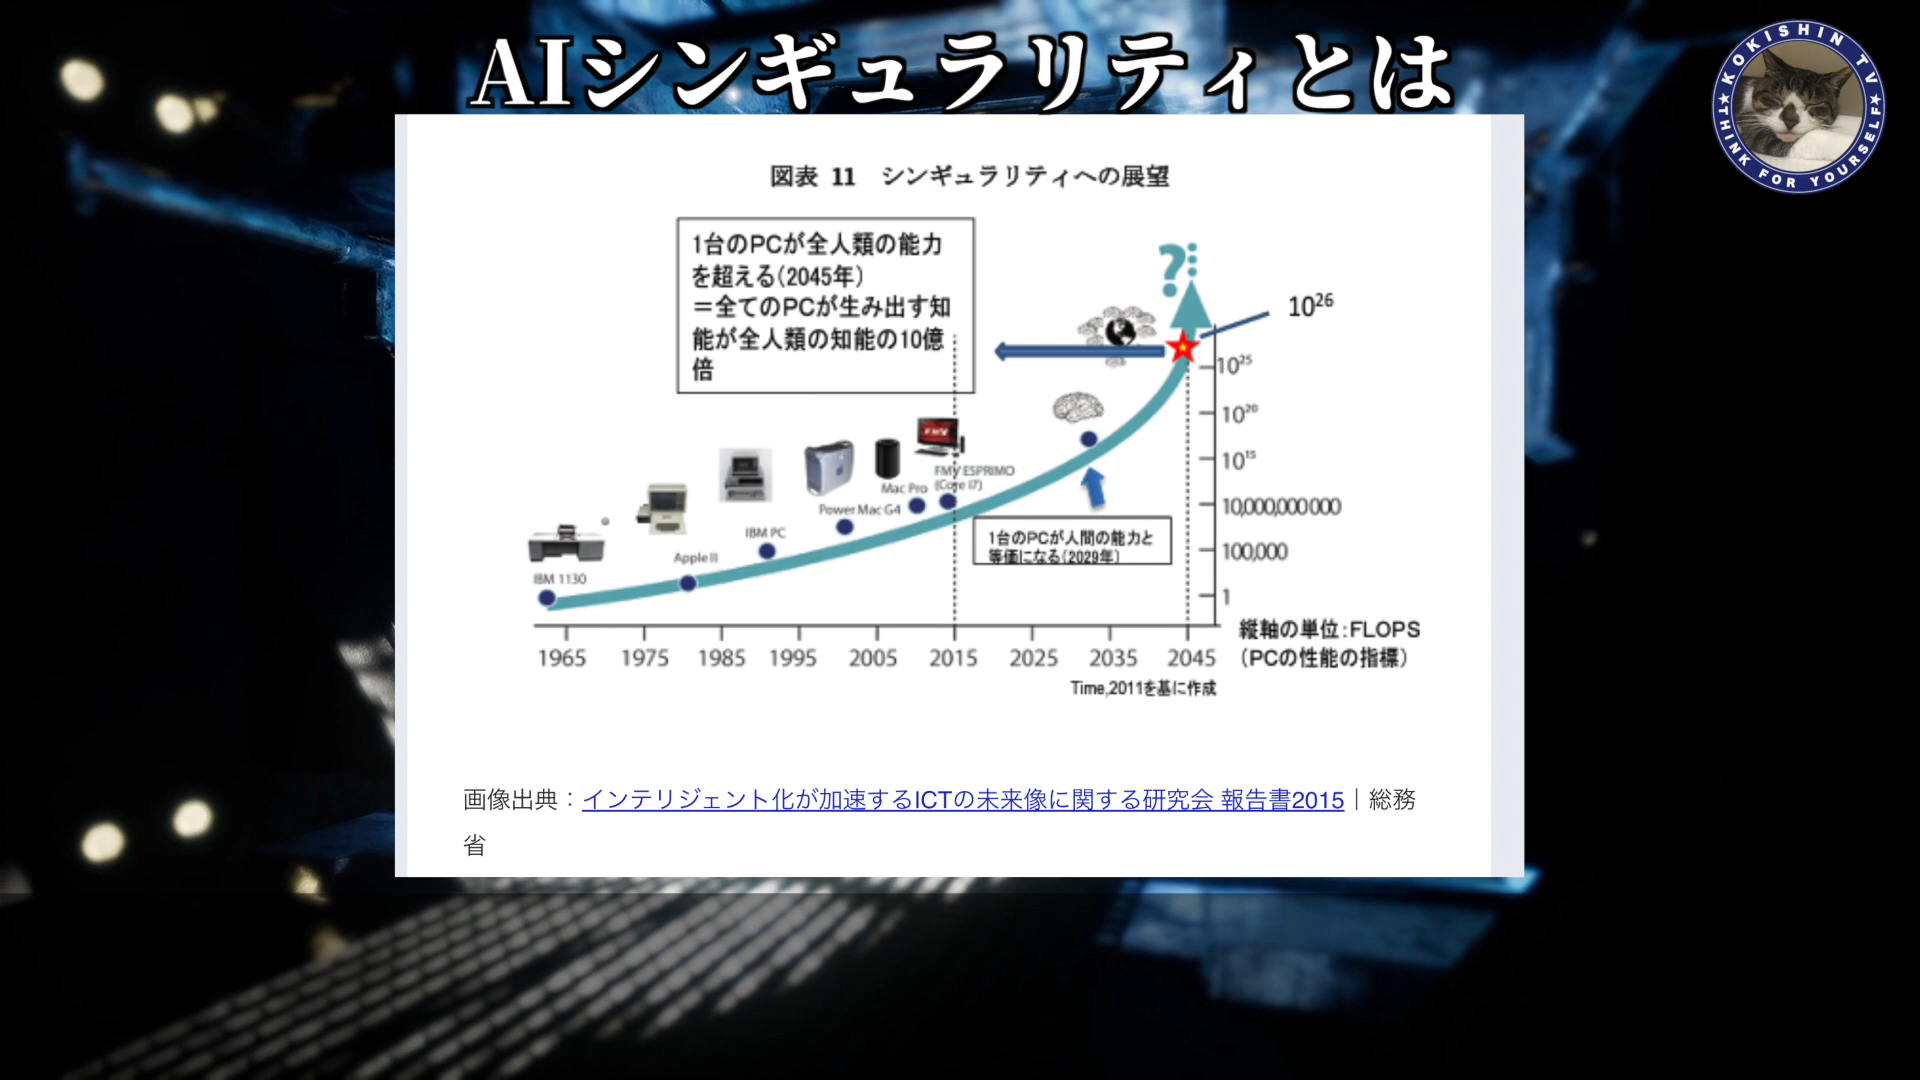 AIシンギュラリティとは
KOKISHIN TV
THINK FOR YOURSELF
図表 11 シンギュラリティへの展望
1台のPCが全人類の能力
を超える(2045年)
=全てのPCが生み出す知
能が全人類の知能の10億
倍
?
10²⁶
10²⁵
10²⁰
10¹⁵
10,000,000,000
100,000
1
FMV ESPRIMO
(Core i7)
Mac Pro
Power Mac G4
IBM PC
Apple II
IBM 1130
1台のPCが人間の能力と
等価になる(2029年)
縦軸の単位:FLOPS
(PCの性能の指標)
1965 1975 1985 1995 2005 2015 2025 2035 2045
Time,2011を基に作成
画像出典:インテリジェント化が加速するICTの未来像に関する研究会 報告書2015|総務
省